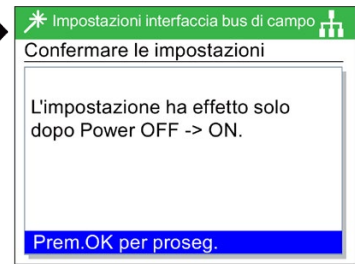 Impostazioni interfaccia bus di campo
Confermare le impostazioni
L'impostazione ha effetto solo
dopo Power OFF -> ON.
Prem.OK per proseg.